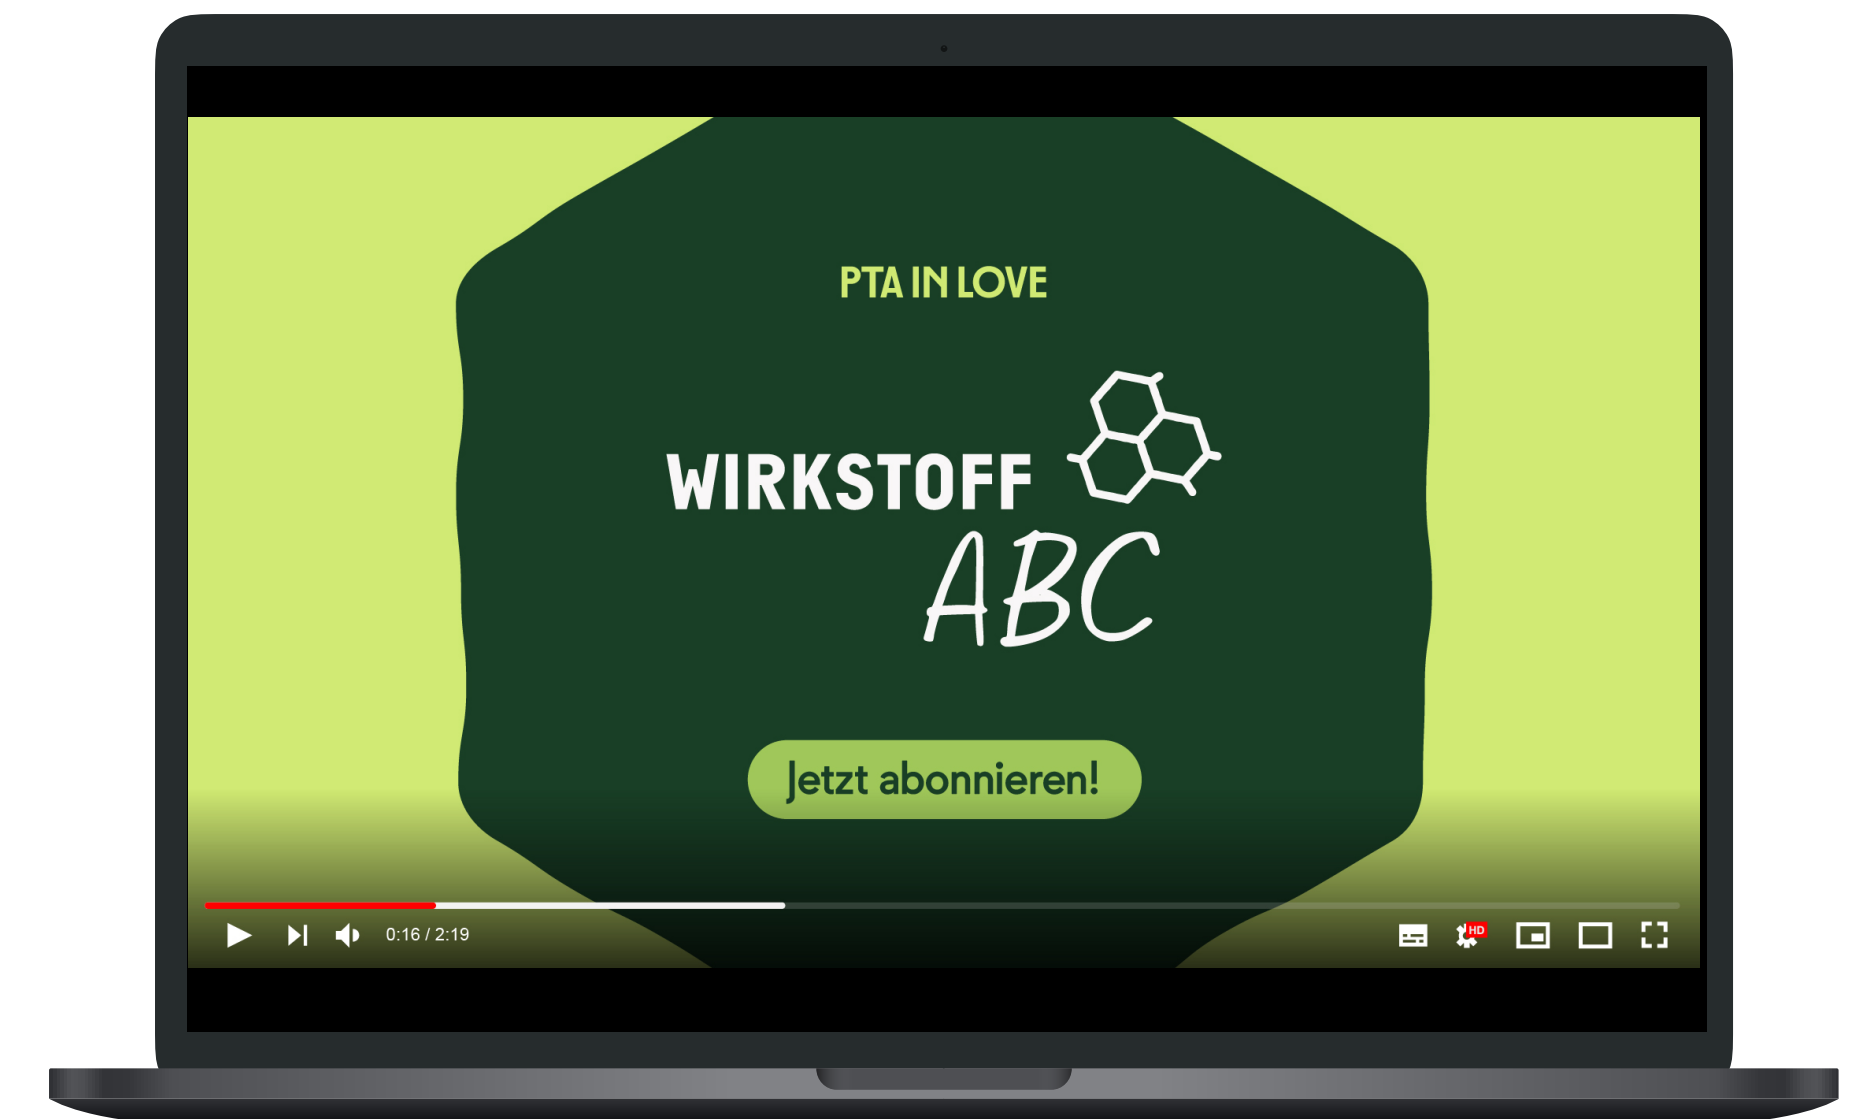 PTA IN LOVE
WIRKSTOFF
ABC
Jetzt abonnieren!
0:16 / 2:19
HD